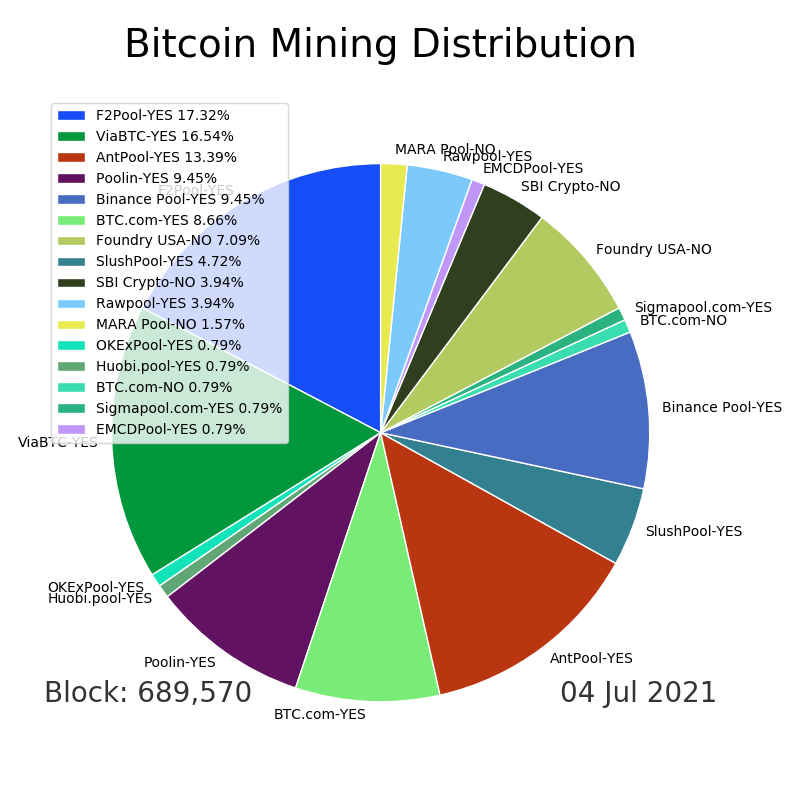 Bitcoin Mining Distribution
F2Pool-YES 17.32%
ViaBTC-YES 16.54%
AntPool-YES 13.39%
Poolin-YES 9.45%
Binance Pool-YES 9.45%
BTC.com-YES 8.66%
Foundry USA-NO 7.09%
SlushPool-YES 4.72%
SBI Crypto-NO 3.94%
Rawpool-YES 3.94%
MARA Pool-NO 1.57%
OKExPool-YES 0.79%
Huobi.pool-YES 0.79%
BTC.com-NO 0.79%
Sigmapool.com-YES 0.79%
EMCDPool-YES 0.79%
F2Pool-YES
MARA Pool-NO
Rawpool-YES
EMCDPool-YES
SBI Crypto-NO
Foundry USA-NO
Sigmapool.com-YES
BTC.com-NO
Binance Pool-YES
ViaBTC-YES
SlushPool-YES
OKExPool-YES
Huobi.pool-YES
AntPool-YES
Poolin-YES
BTC.com-YES
Block: 689,570
04 Jul 2021